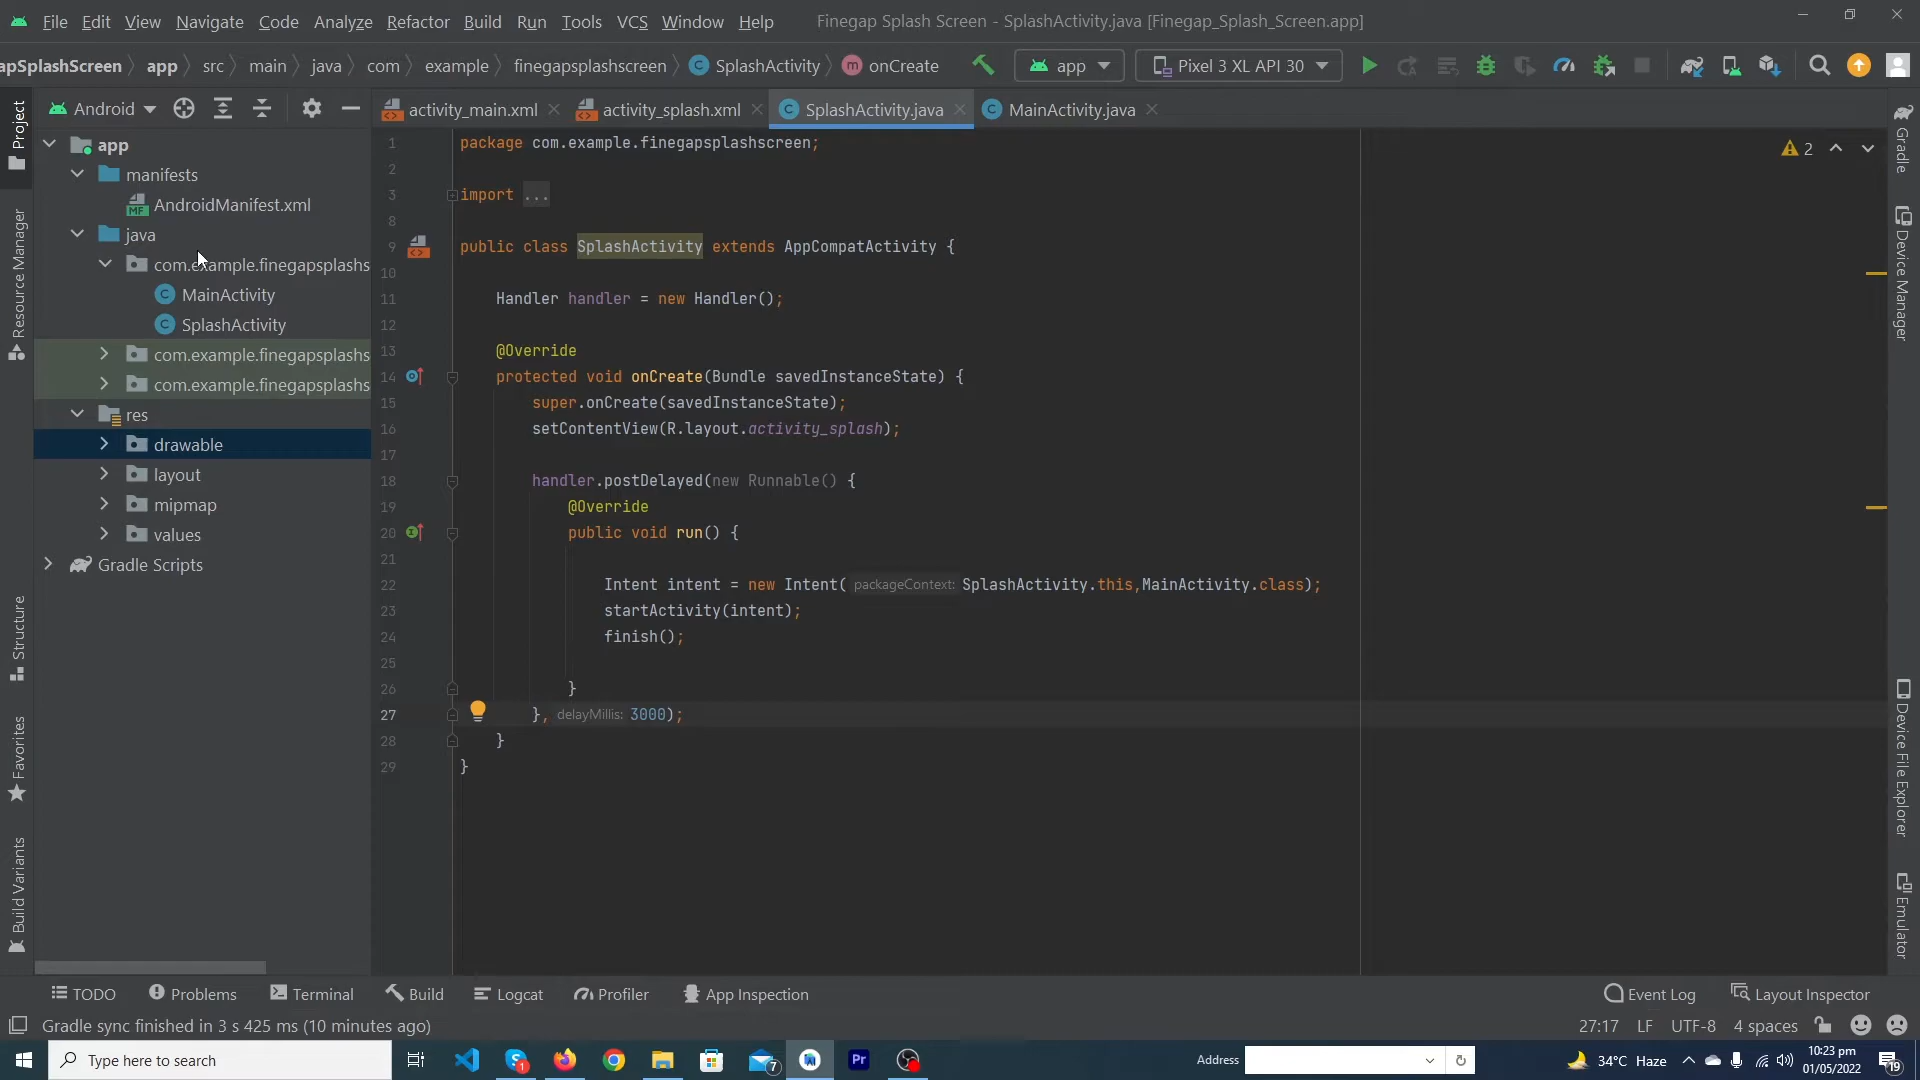 File Edit View Navigate Code Analyze Refactor Build Run Tools VCS Window Help Finegap Splash Screen - SplashActivity.java [Finegap_Splash_Screen.app]
apSplashScreen app src main java com example finegapsplashscreen SplashActivity onCreate app Pixel 3 XL API 30
Android activity_main.xml activity_splash.xml SplashActivity.java MainActivity.java
Project
Resource Manager
Structure
Favorites
Build Variants
app
manifests
AndroidManifest.xml
java
com.example.finegapsplashs
MainActivity
SplashActivity
com.example.finegapsplashs
com.example.finegapsplashs
res
drawable
layout
mipmap
values
Gradle Scripts
1 package com.example.finegapsplashscreen;
2
3 import ...
8
9 public class SplashActivity extends AppCompatActivity {
10
11 Handler handler = new Handler();
12
13 @Override
14 protected void onCreate(Bundle savedInstanceState) {
15 super.onCreate(savedInstanceState);
16 setContentView(R.layout.activity_splash);
17
18 handler.postDelayed(new Runnable() {
19 @Override
20 public void run() {
21
22 Intent intent = new Intent( packageContext: SplashActivity.this,MainActivity.class);
23 startActivity(intent);
24 finish();
25
26 }
27 }, delayMillis: 3000);
28 }
29 }
2
Gradle
Device Manager
Device File Explorer
Emulator
TODO Problems Terminal Build Logcat Profiler App Inspection Event Log Layout Inspector
Gradle sync finished in 3 s 425 ms (10 minutes ago) 27:17 LF UTF-8 4 spaces
Type here to search Address 34°C Haze 10:23 pm
01/05/2022
1
7
Pr
19